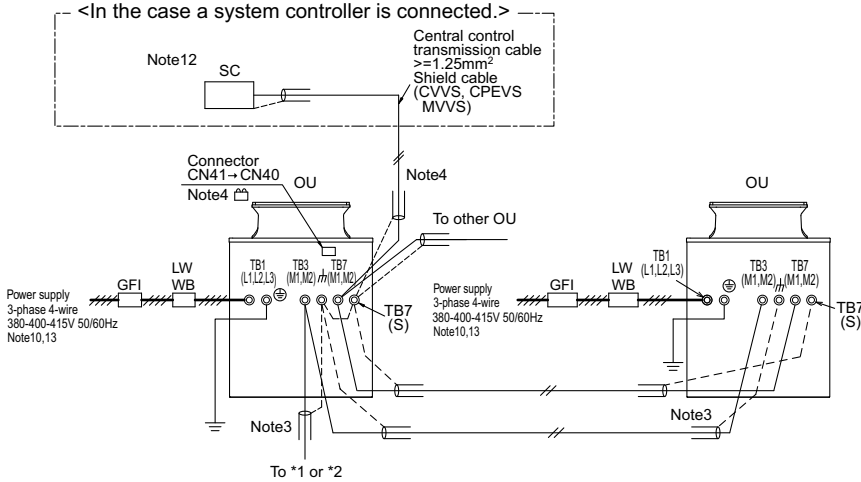 <In the case a system controller is connected.>
Note12
SC
Central control
transmission cable
>=1.25mm²
Shield cable
(CVVS, CPEVS
MVVS)
Connector
CN41→CN40
Note4
OU
Note4
To other OU
TB1
(L1,L2,L3)
TB3
(M1,M2)
TB7
(M1,M2)
TB7
(S)
GFI
LW
WB
Power supply
3-phase 4-wire
380-400-415V 50/60Hz
Note10,13
Note3
To *1 or *2
OU
TB1
(L1,L2,L3)
TB3
(M1,M2)
TB7
(M1,M2)
TB7
(S)
GFI
LW
WB
Power supply
3-phase 4-wire
380-400-415V 50/60Hz
Note10,13
Note3